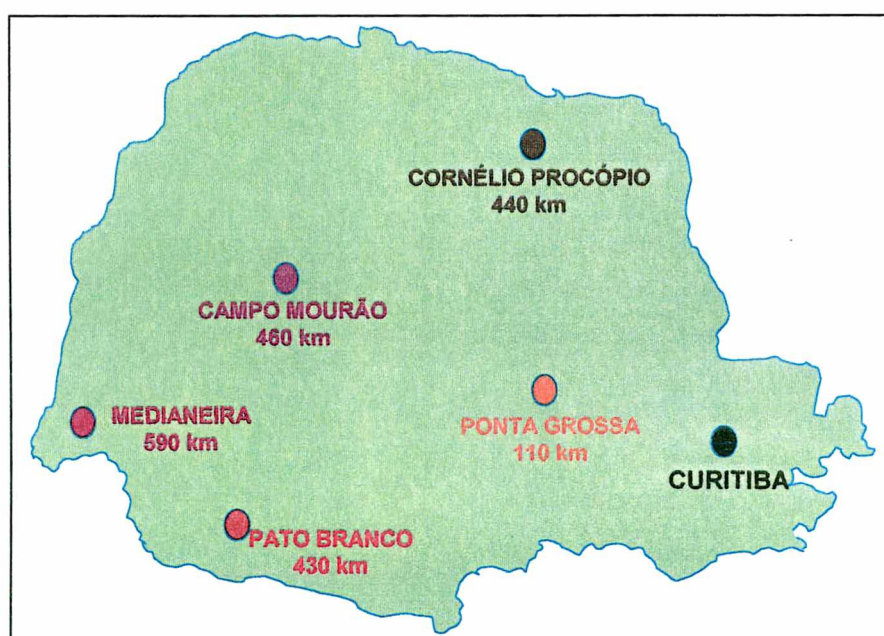 CORNÉLIO PROCÓPIO
440 km
CAMPO MOURÃO
460 km
MEDIANEIRA
590 km
PONTA GROSSA
110 km
CURITIBA
PATO BRANCO
430 km